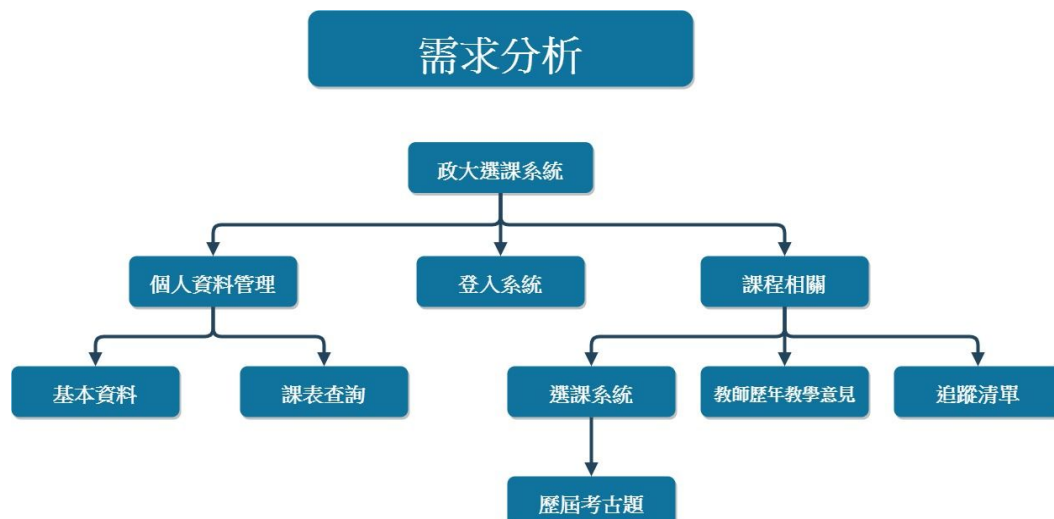 需求分析
政大選課系統
個人資料管理
登入系統
課程相關
基本資料
課表查詢
選課系統
教師歷年教學意見
追蹤清單
歷屆考古題